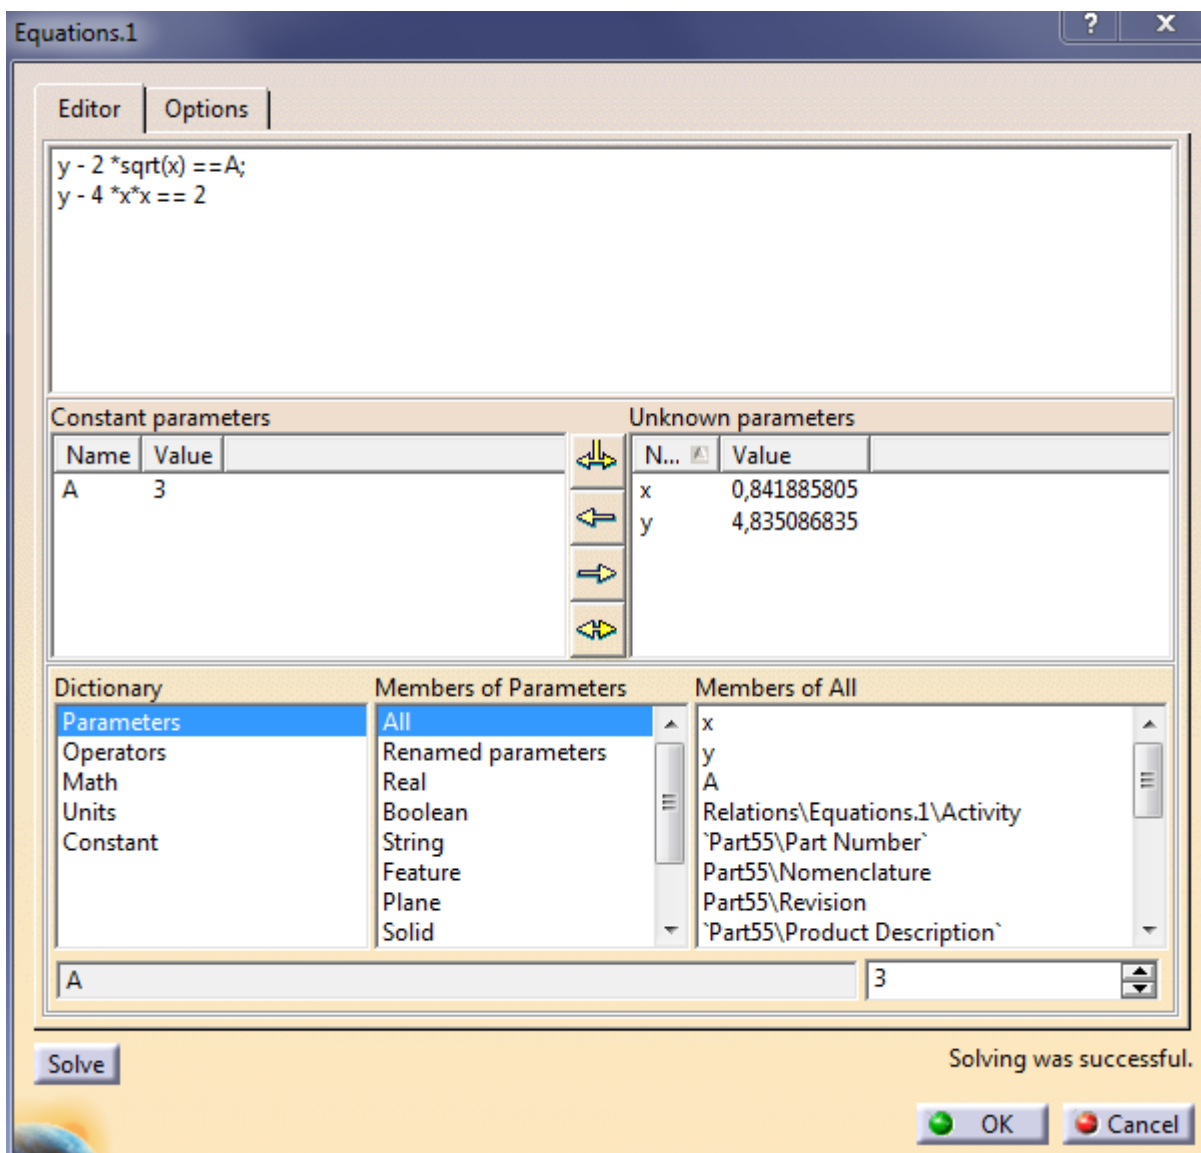 Equations.1 ? x
Editor Options
y - 2 *sqrt(x) ==A;
y - 4 *x*x == 2
Constant parameters Unknown parameters
Name Value N... Value
A 3 x 0,841885805
y 4,835086835
Dictionary Members of Parameters Members of All
Parameters All x
Operators Renamed parameters y
Math Real A
Units Boolean Relations\Equations.1\Activity
Constant String `Part55\Part Number`
Feature Part55\Nomenclature
Plane Part55\Revision
Solid `Part55\Product Description`
A 3
Solve Solving was successful.
OK Cancel